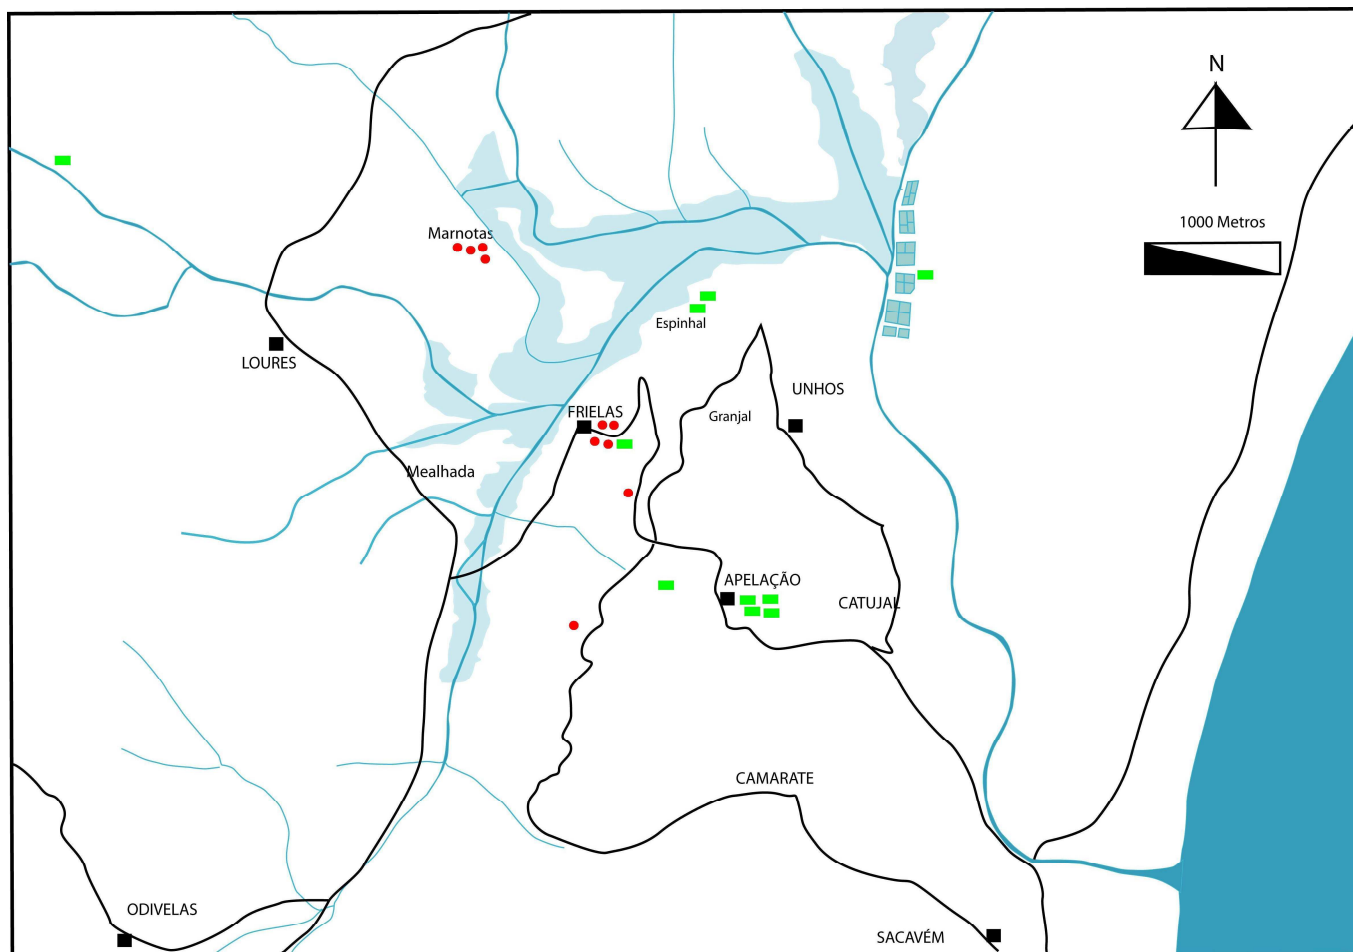 N
1000 Metros
Marnotas
Espinhal
LOURES
UNHOS
FRIELAS
Granjal
Mealhada
APELAÇÃO
CATUJAL
CAMARATE
ODIVELAS
SACAVÉM